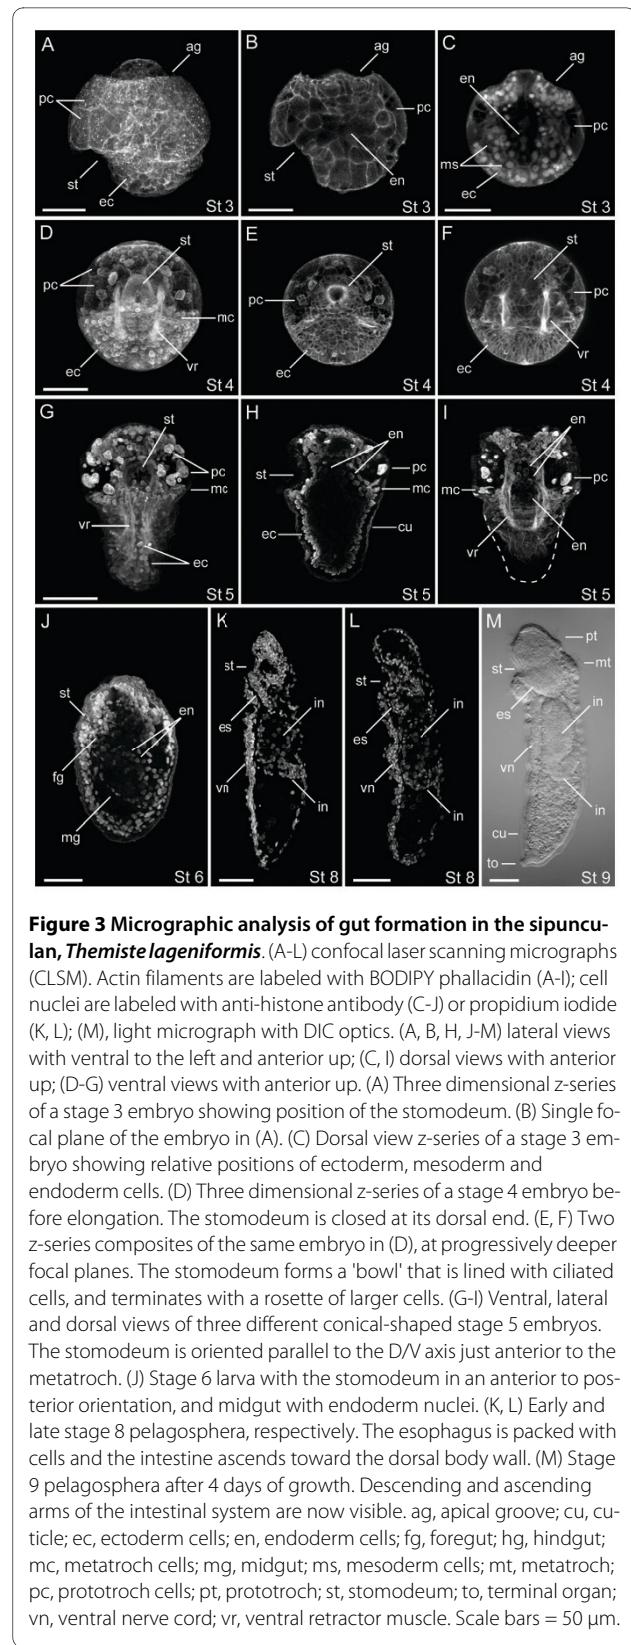 A ag pc st ec St 3
B ag pc st en St 3
C ag en pc ms ec St 3
D st pc mc ec vr St 4
E st pc ec St 4
F st pc vr ec St 4
G st pc mc vr ec St 5
H en st pc mc ec cu St 5
I en mc pc vr en St 5
J st en fg mg St 6
K st es in vn in St 8
L st in es vn in St 8
M pt mt st es in vn in cu to St 9
Figure 3 Micrographic analysis of gut formation in the sipuncu-
lan, Themiste lageniformis. (A-L) confocal laser scanning micrographs
(CLSM). Actin filaments are labeled with BODIPY phallacidin (A-I); cell
nuclei are labeled with anti-histone antibody (C-J) or propidium iodide
(K, L); (M), light micrograph with DIC optics. (A, B, H, J-M) lateral views
with ventral to the left and anterior up; (C, I) dorsal views with anterior
up; (D-G) ventral views with anterior up. (A) Three dimensional z-series
of a stage 3 embryo showing position of the stomodeum. (B) Single fo-
cal plane of the embryo in (A). (C) Dorsal view z-series of a stage 3 em-
bryo showing relative positions of ectoderm, mesoderm and
endoderm cells. (D) Three dimensional z-series of a stage 4 embryo be-
fore elongation. The stomodeum is closed at its dorsal end. (E, F) Two
z-series composites of the same embryo in (D), at progressively deeper
focal planes. The stomodeum forms a 'bowl' that is lined with ciliated
cells, and terminates with a rosette of larger cells. (G-I) Ventral, lateral
and dorsal views of three different conical-shaped stage 5 embryos.
The stomodeum is oriented parallel to the D/V axis just anterior to the
metatroch. (J) Stage 6 larva with the stomodeum in an anterior to pos-
terior orientation, and midgut with endoderm nuclei. (K, L) Early and
late stage 8 pelagosphera, respectively. The esophagus is packed with
cells and the intestine ascends toward the dorsal body wall. (M) Stage
9 pelagosphera after 4 days of growth. Descending and ascending
arms of the intestinal system are now visible. ag, apical groove; cu, cu-
ticle; ec, ectoderm cells; en, endoderm cells; fg, foregut; hg, hindgut;
mc, metatroch cells; mg, midgut; ms, mesoderm cells; mt, metatroch;
pc, prototroch cells; pt, prototroch; st, stomodeum; to, terminal organ;
vn, ventral nerve cord; vr, ventral retractor muscle. Scale bars = 50 μm.